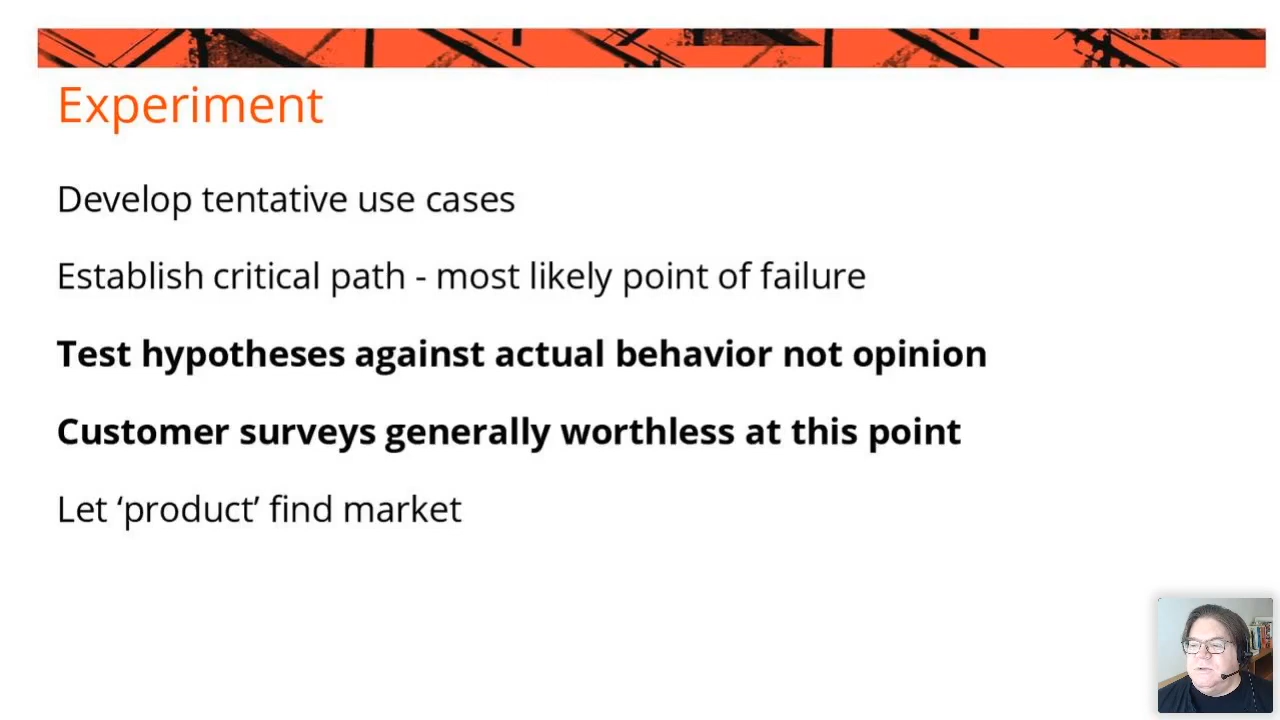 Experiment
Develop tentative use cases
Establish critical path - most likely point of failure
Test hypotheses against actual behavior not opinion
Customer surveys generally worthless at this point
Let ‘product’ find market